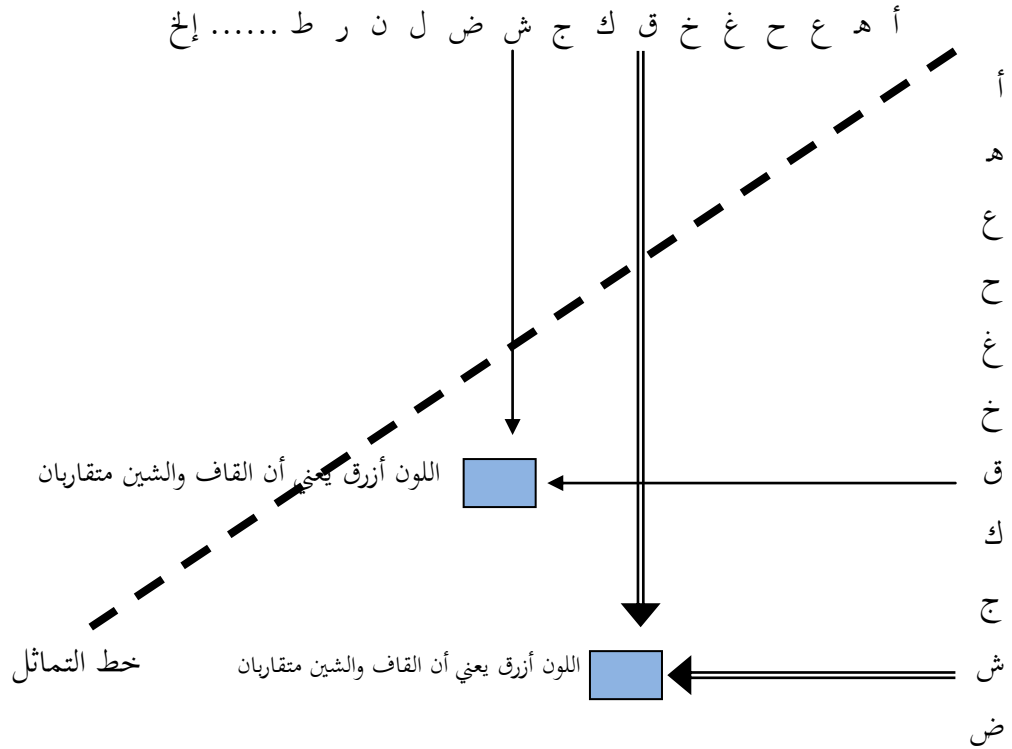 أ ﻫ ع ح غ خ ق ك ج ش ض ل ن ر ط ...... إلخ
أ
ﻫ
ع
ح
غ
خ
ق
اللون أزرق يعني أن القاف والشين متقاربان
ك
ج
ش
اللون أزرق يعني أن القاف والشين متقاربان
خط التماثل
ض